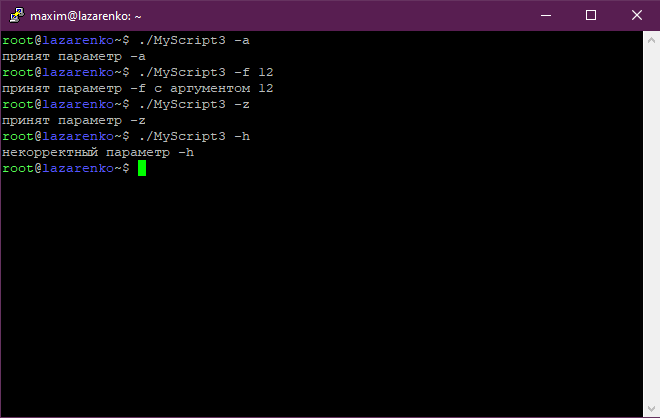 maxim@lazarenko: ~
root@lazarenko~$ ./MyScript3 -a
принят параметр -a
root@lazarenko~$ ./MyScript3 -f 12
принят параметр -f с аргументом 12
root@lazarenko~$ ./MyScript3 -z
принят параметр -z
root@lazarenko~$ ./MyScript3 -h
некорректный параметр -h
root@lazarenko~$